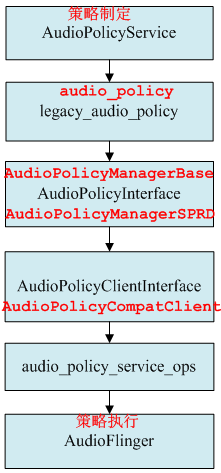 策略制定
AudioPolicyService
audio_policy
legacy_audio_policy
AudioPolicyManagerBase
AudioPolicyInterface
AudioPolicyManagerSPRD
AudioPolicyClientInterface
AudioPolicyCompatClient
audio_policy_service_ops
策略执行
AudioFlinger